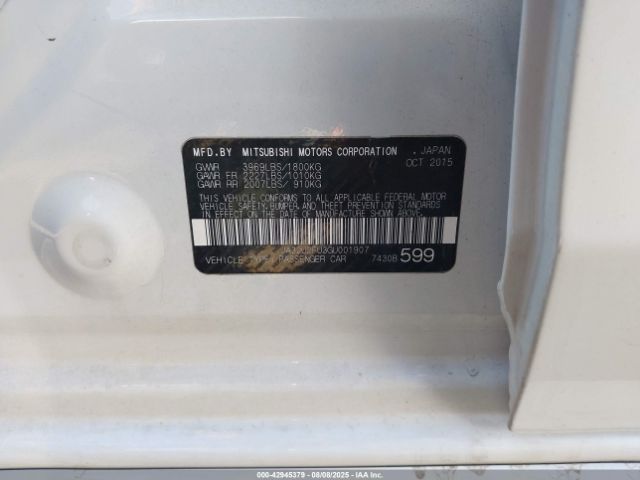 MFD.BY MITSUBISHI MOTORS CORPORATION . JAPAN
GVWR 3969LBS/1800KG OCT 2015
GAWR FR 2227LBS/1010KG
GAWR RR 2007LBS/ 910KG
THIS VEHICLE CONFORMS TO ALL APPLICABLE FEDERAL MOTOR
VEHICLE SAFETY, BUMPER, AND THEFT PREVENTION STANDARDS
IN EFFECT ON THE DATE OF MANUFACTURE SHOWN ABOVE.
VEHICLE TYPE: PASSENGER CAR 74308 599
000-42945379 - 08/08/2025 - IAA Inc.